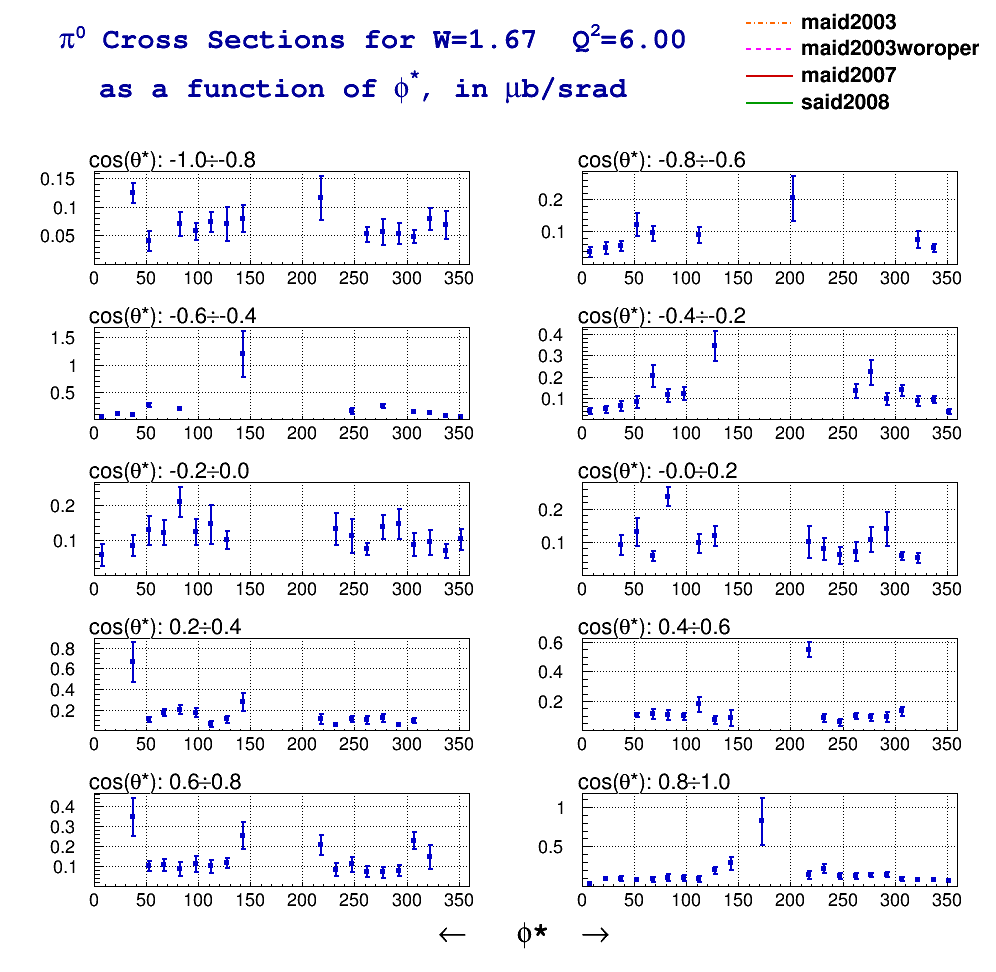 π⁰ Cross Sections for W=1.67 Q²=6.00
as a function of ϕ*, in μb/srad
maid2003
maid2003woroper
maid2007
said2008
cos(θ*): -1.0÷-0.8
0.15
0.1
0.05
0 50 100 150 200 250 300 350
cos(θ*): -0.8÷-0.6
0.2
0.1
0 50 100 150 200 250 300 350
cos(θ*): -0.6÷-0.4
1.5
1
0.5
0 50 100 150 200 250 300 350
cos(θ*): -0.4÷-0.2
0.4
0.3
0.2
0.1
0 50 100 150 200 250 300 350
cos(θ*): -0.2÷0.0
0.2
0.1
0 50 100 150 200 250 300 350
cos(θ*): -0.0÷0.2
0.2
0.1
0 50 100 150 200 250 300 350
cos(θ*): 0.2÷0.4
0.8
0.6
0.4
0.2
0 50 100 150 200 250 300 350
cos(θ*): 0.4÷0.6
0.6
0.4
0.2
0 50 100 150 200 250 300 350
cos(θ*): 0.6÷0.8
0.4
0.3
0.2
0.1
0 50 100 150 200 250 300 350
cos(θ*): 0.8÷1.0
1
0.5
0 50 100 150 200 250 300 350
← ϕ* →